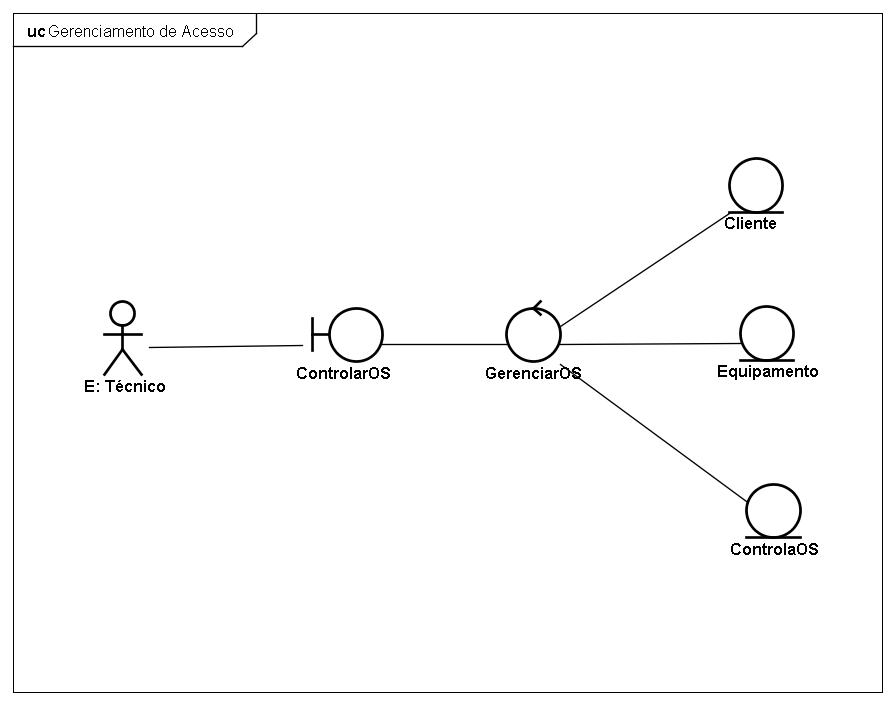 uc Gerenciamento de Acesso
Cliente
E: Técnico
ControlarOS
GerenciarOS
Equipamento
ControlaOS